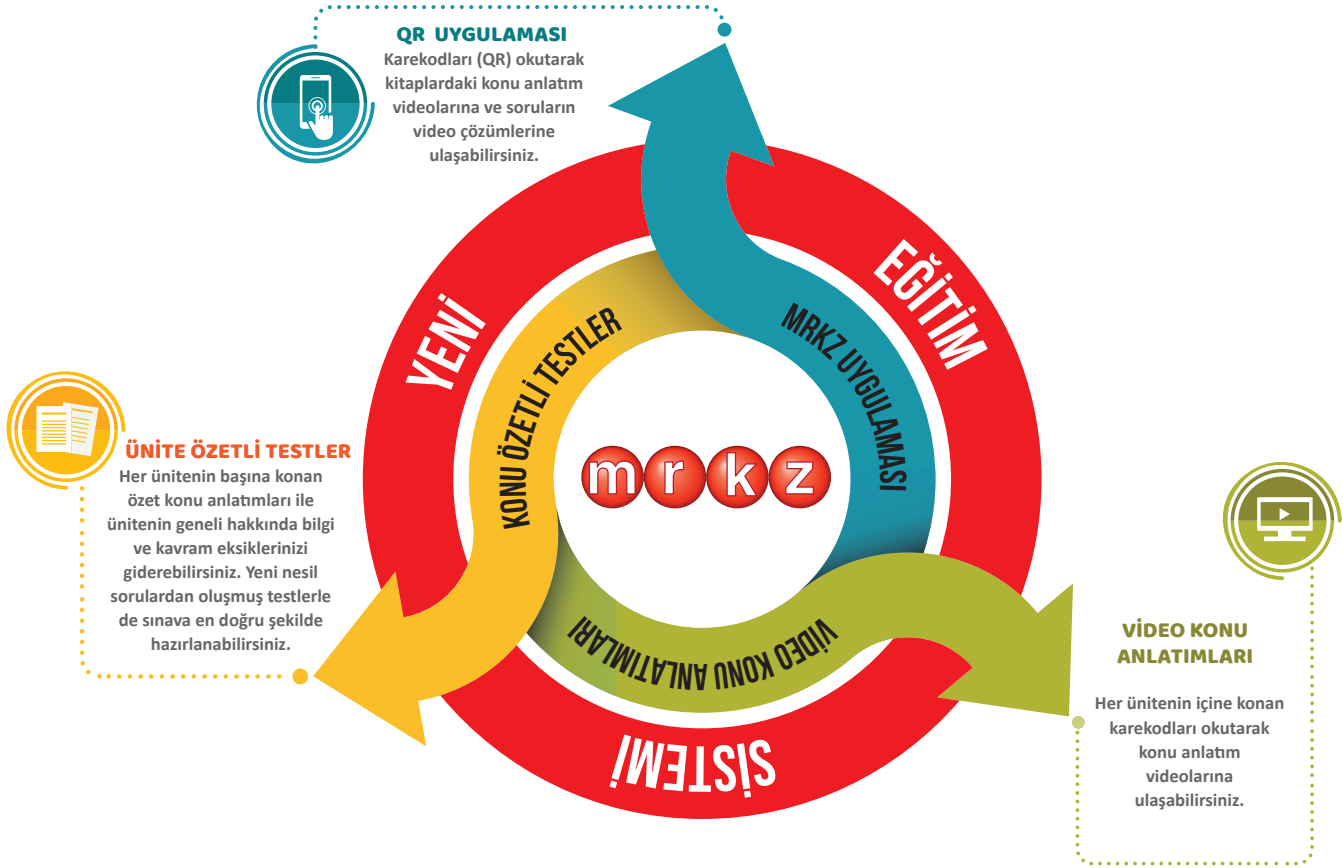 QR UYGULAMASI
Karekodları (QR) okutarak
kitaplardaki konu anlatım
videolarına ve soruların
video çözümlerine
ulaşabilirsiniz.
YENİ
EĞİTİM
SİSTEMİ
KONU ÖZETLİ TESTLER
MRKZ UYGULAMASI
VİDEO KONU ANLATIMLARI
mrkz
ÜNİTE ÖZETLİ TESTLER
Her ünitenin başına konan
özet konu anlatımları ile
ünitenin geneli hakkında bilgi
ve kavram eksiklerinizi
giderebilirsiniz. Yeni nesil
sorulardan oluşmuş testlerle
de sınava en doğru şekilde
hazırlanabilirsiniz.
VİDEO KONU
ANLATIMLARI
Her ünitenin içine konan
karekodları okutarak
konu anlatım
videolarına
ulaşabilirsiniz.